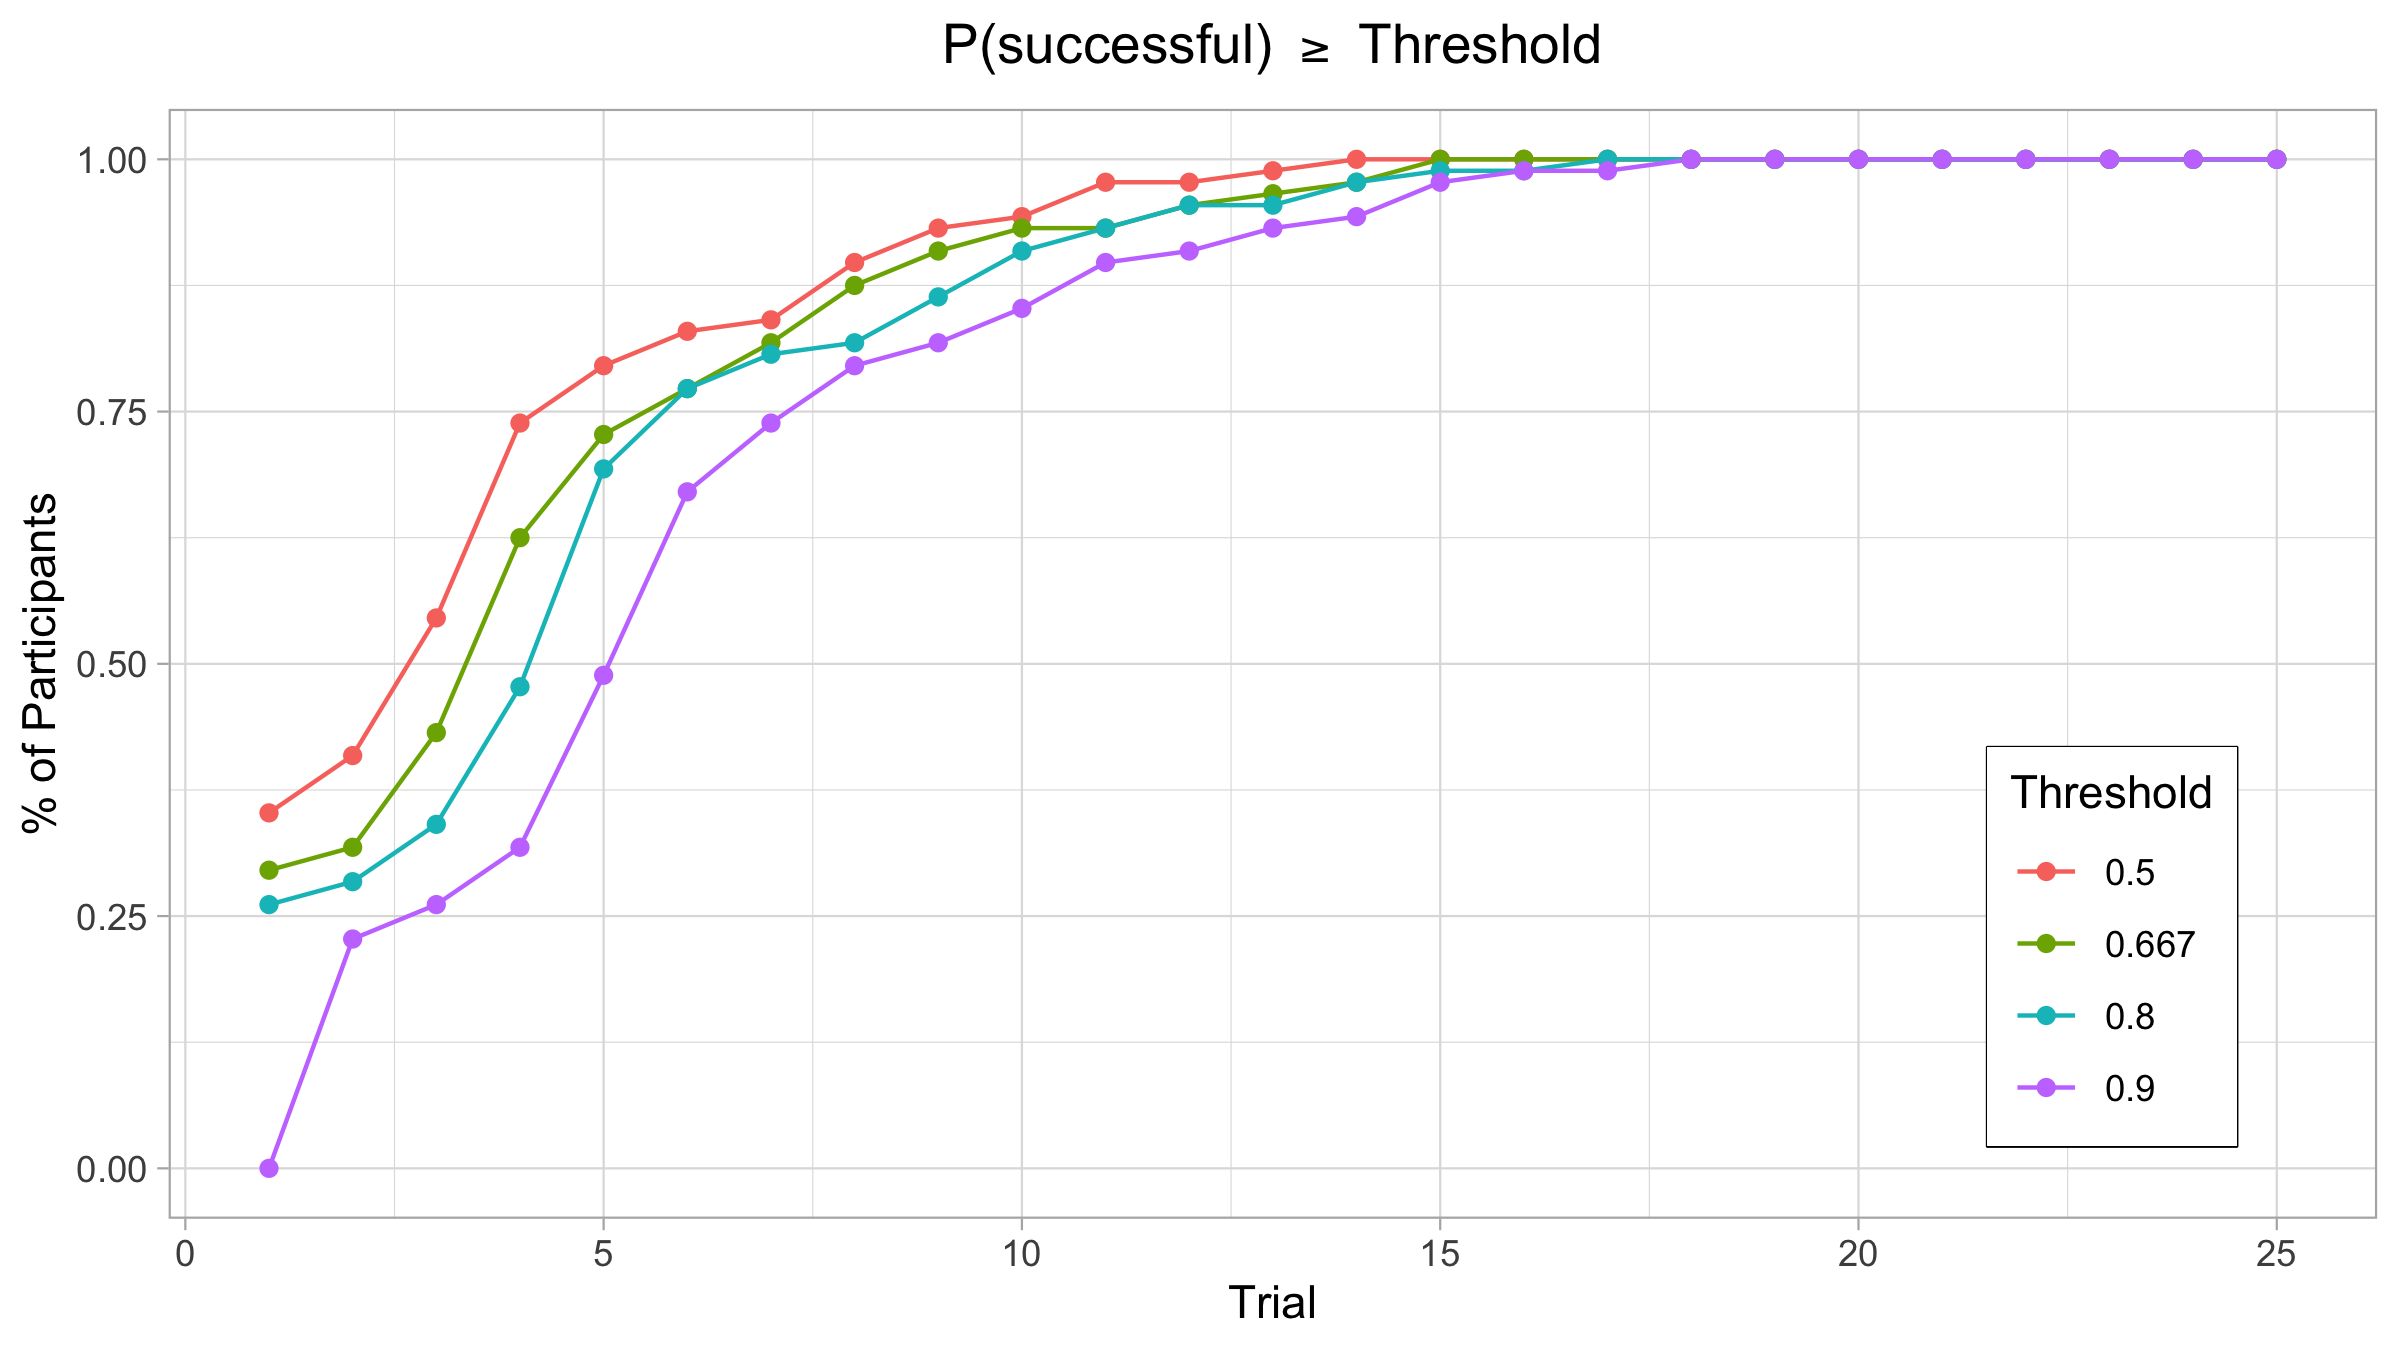 P(successful) ≥ Threshold
% of Participants
1.00
0.75
0.50
0.25
0.00
Threshold
0.5
0.667
0.8
0.9
0 5 10 15 20 25
Trial